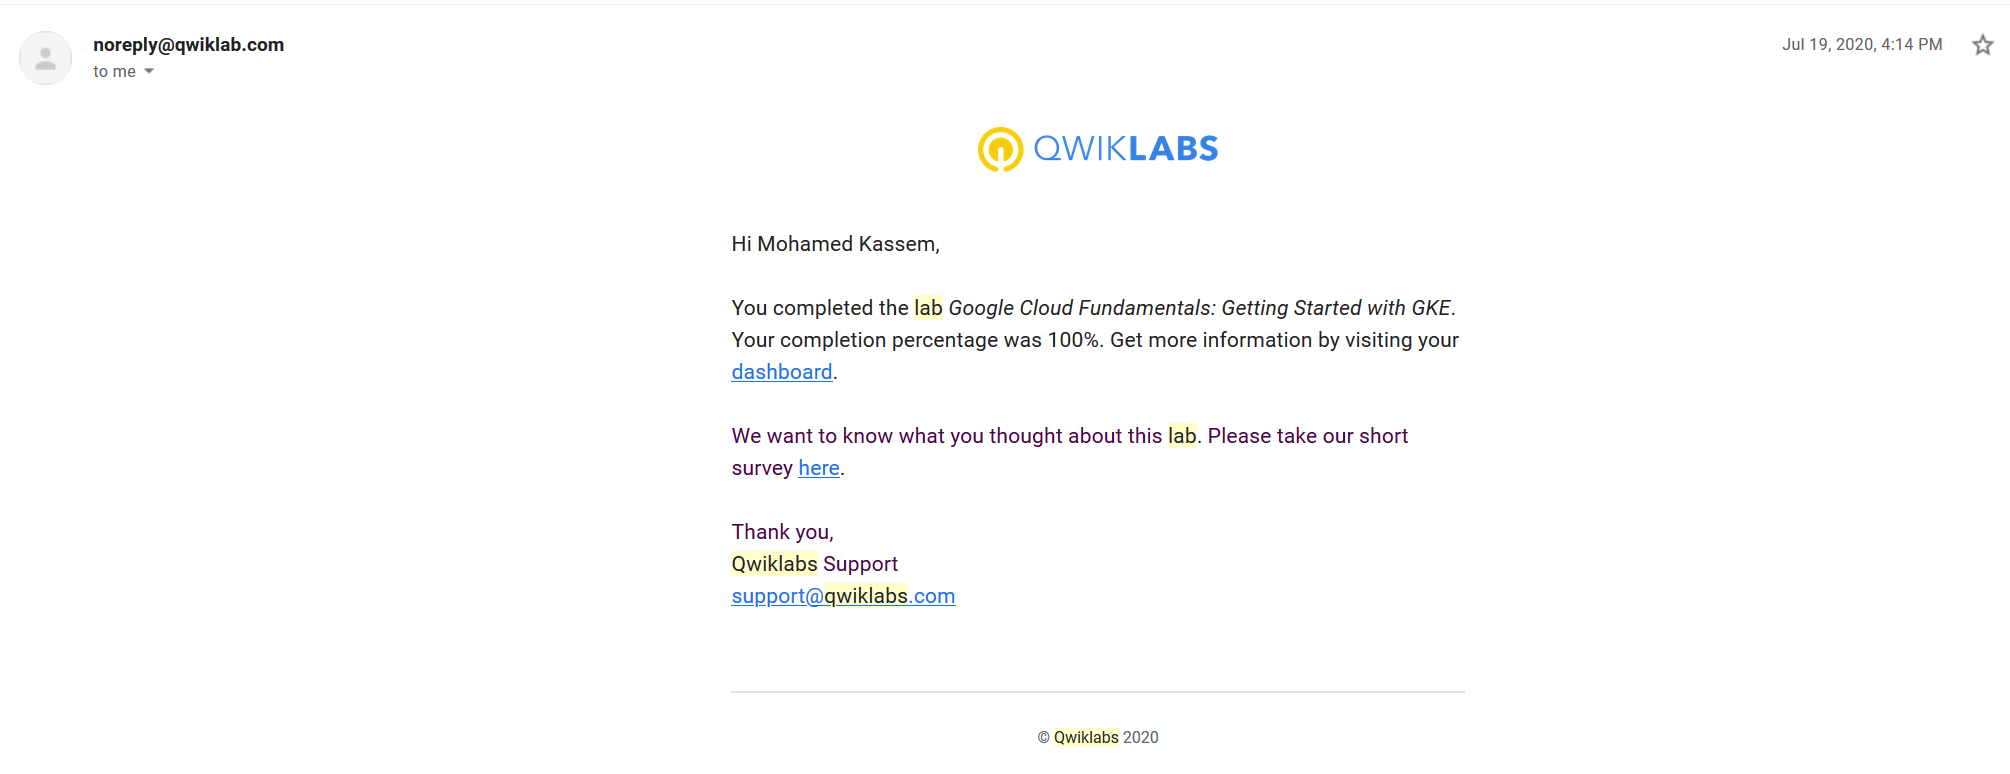 noreply@qwiklab.com
Jul 19, 2020, 4:14 PM
to me
QWIKLABS
Hi Mohamed Kassem,
You completed the lab Google Cloud Fundamentals: Getting Started with GKE.
Your completion percentage was 100%. Get more information by visiting your
dashboard.
We want to know what you thought about this lab. Please take our short
survey here.
Thank you,
Qwiklabs Support
support@qwiklabs.com
© Qwiklabs 2020